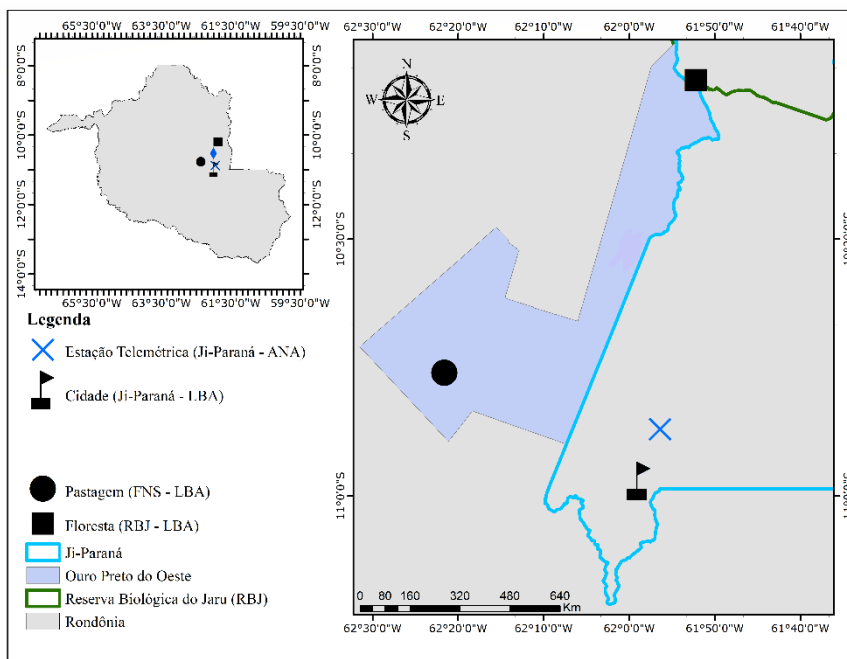 65°30'0"W 63°30'0"W 61°30'0"W 59°30'0"W
8°0'0"S
10°0'0"S
12°0'0"S
14°0'0"S
65°30'0"W 63°30'0"W 61°30'0"W 59°30'0"W
Legenda
Estação Telemétrica (Ji-Paraná - ANA)
Cidade (Ji-Paraná - LBA)
Pastagem (FNS - LBA)
Floresta (RBJ - LBA)
Ji-Paraná
Ouro Preto do Oeste
Reserva Biológica do Jaru (RBJ)
Rondônia
62°30'0"W 62°20'0"W 62°10'0"W 62°0'0"W 61°50'0"W 61°40'0"W
N
W E
S
10°30'0"S 10°30'0"S
11°0'0"S 11°0'0"S
0 80 160 320 480 640
Km
62°30'0"W 62°20'0"W 62°10'0"W 62°0'0"W 61°50'0"W 61°40'0"W